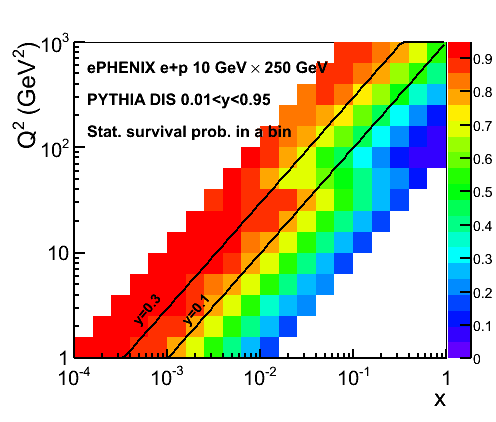 Q² (GeV²)
10³
10²
10
1
ePHENIX e+p 10 GeV × 250 GeV
PYTHIA DIS 0.01<y<0.95
Stat. survival prob. in a bin
y=0.3
y=0.1
10⁻⁴ 10⁻³ 10⁻² 10⁻¹ 1
x
0.9
0.8
0.7
0.6
0.5
0.4
0.3
0.2
0.1
0